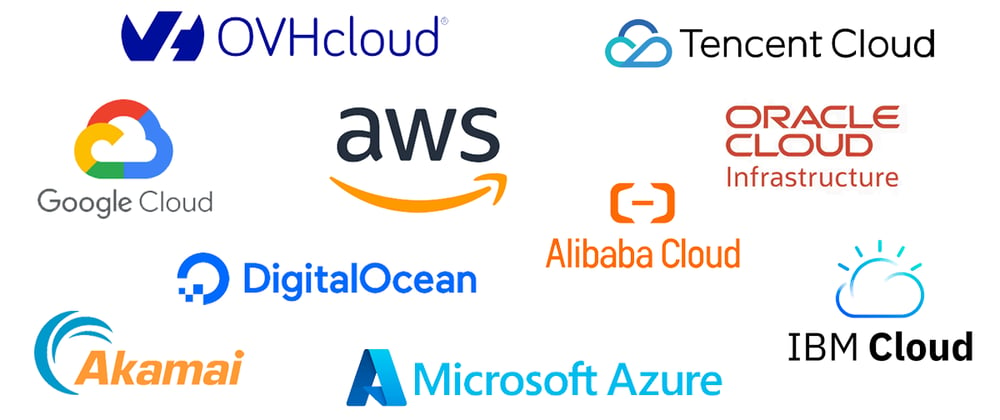 OVHcloud®
Tencent Cloud
Google Cloud
aws
ORACLE
CLOUD
Infrastructure
Alibaba Cloud
DigitalOcean
IBM Cloud
Akamai
Microsoft Azure